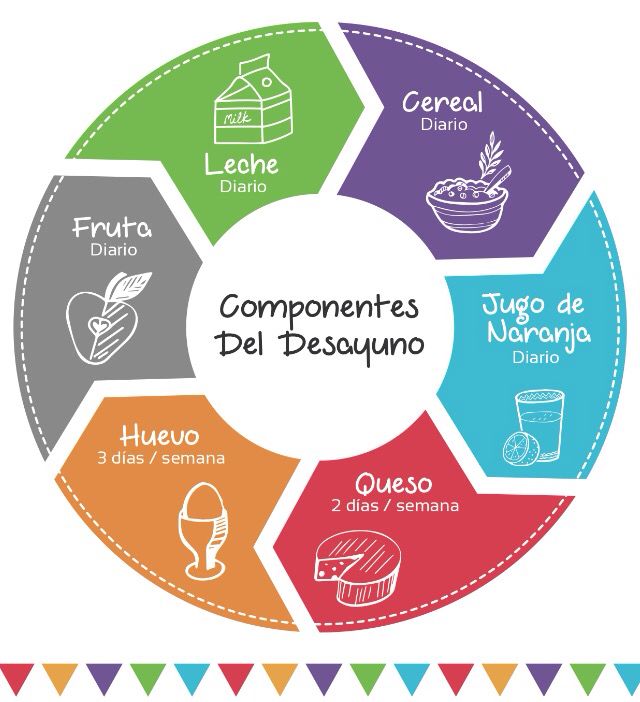 Componentes
Del Desayuno
Milk
Leche
Diario
Cereal
Diario
Jugo de
Naranja
Diario
Queso
2 días / semana
Huevo
3 días / semana
Fruta
Diario